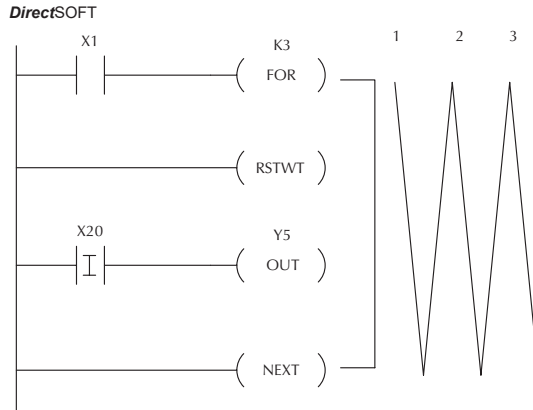 DirectSOFT
X1
K3
1 2 3
FOR
RSTWT
X20
Y5
I
OUT
NEXT